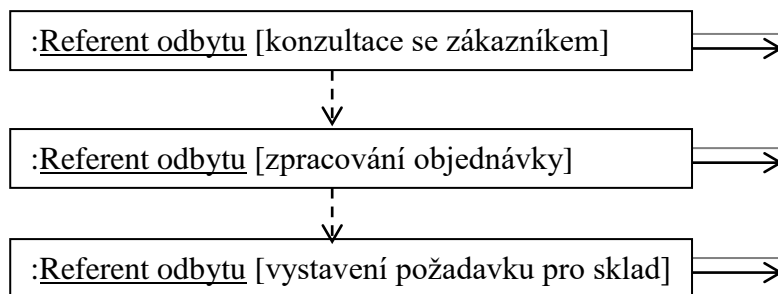 :Referent odbytu [konzultace se zákazníkem]
:Referent odbytu [zpracování objednávky]
:Referent odbytu [vystavení požadavku pro sklad]